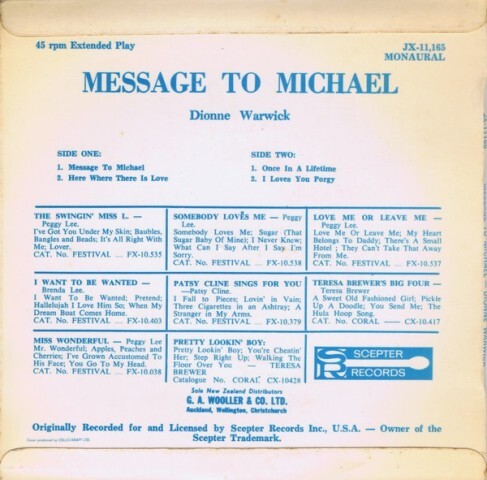 45 rpm Extended Play
JX-11,165
MONAURAL
MESSAGE TO MICHAEL
Dionne Warwick
SIDE ONE:
1. Message To Michael
2. Here Where There Is Love
SIDE TWO:
1. Once In A Lifetime
2. I Loves You Porgy
THE SWINGIN' MISS L. —
Peggy Lee.
I've Got You Under My Skin; Baubles,
Bangles and Beads; It's All Right With
Me; Lover.
CAT. No. FESTIVAL .... FX-10.535
SOMEBODY LOVES ME — Peggy
Lee.
Somebody Loves Me; Sugar (That
Sugar Baby Of Mine); I Never Knew;
What Can I Say After I Say I'm
Sorry.
CAT. No. FESTIVAL .... FX-10.538
LOVE ME OR LEAVE ME —
Peggy Lee.
Love Me Or Leave Me; My Heart
Belongs To Daddy; There's A Small
Hotel ; They Can't Take That Away
From Me.
CAT. No. FESTIVAL .... FX-10.537
I WANT TO BE WANTED —
Brenda Lee.
I Want To Be Wanted; Pretend;
Hallelujah I Love Him So; When My
Dream Boat Comes Home.
CAT. No. FESTIVAL .... FX-10.403
PATSY CLINE SINGS FOR YOU
—Patsy Cline.
I Fall to Pieces; Lovin' in Vain;
Three Cigarettes in an Ashtray; A
Stranger in My Arms.
CAT. No. FESTIVAL .... FX-10,379
TERESA BREWER'S BIG FOUR —
Teresa Brewer
A Sweet Old Fashioned Girl; Pickle
Up A Doodle; You Send Me; The
Hula Hoop Song.
CAT. No. CORAL —— CX-10.417
MISS WONDERFUL — Peggy Lee
Mr. Wonderful; Apples, Peaches and
Cherries; I've Grown Accustomed To
His Face; You Go To My Head.
CAT. No. FESTIVAL .... FX-10.038
PRETTY LOOKIN' BOY:
Pretty Lookin' Boy; You're Cheatin'
Her; Step Right Up; Walking The
Floor Over You — TERESA
BREWER
Catalogue No. CORAL CX-10428
SR
SCEPTER
RECORDS
Sole New Zealand Distributors
G. A. WOOLLER & CO. LTD.
Auckland, Wellington, Christchurch
Originally Recorded for and Licensed by Scepter Records Inc., U.S.A. — Owner of the
Scepter Trademark.